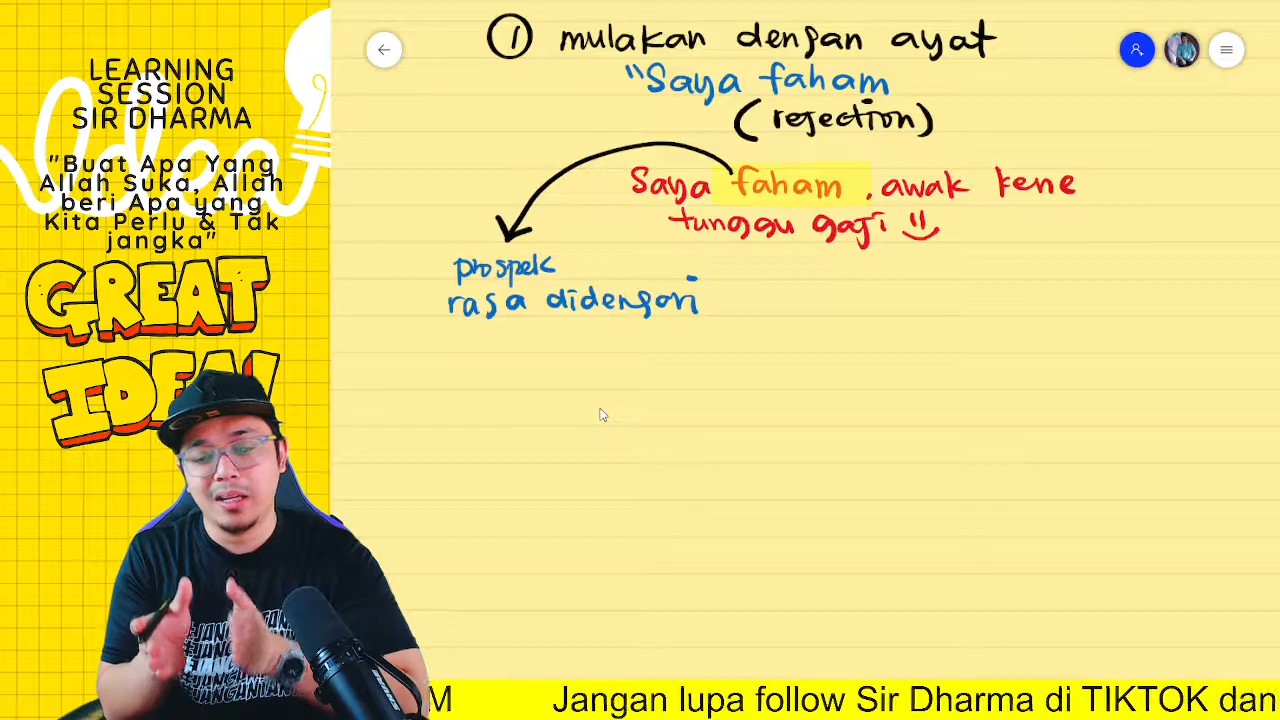 LEARNING
SESSION
SIR DHARMA
"Buat Apa Yang
Allah Suka, Allah
beri Apa yang
Kita Perlu & Tak
jangka"
GREAT
① mulakan dengan ayat
"Saya faham
(rejection)
Saya faham, awak kene
tunggu gaji
prospek
rasa didengari
M Jangan lupa follow Sir Dharma di TIKTOK dan